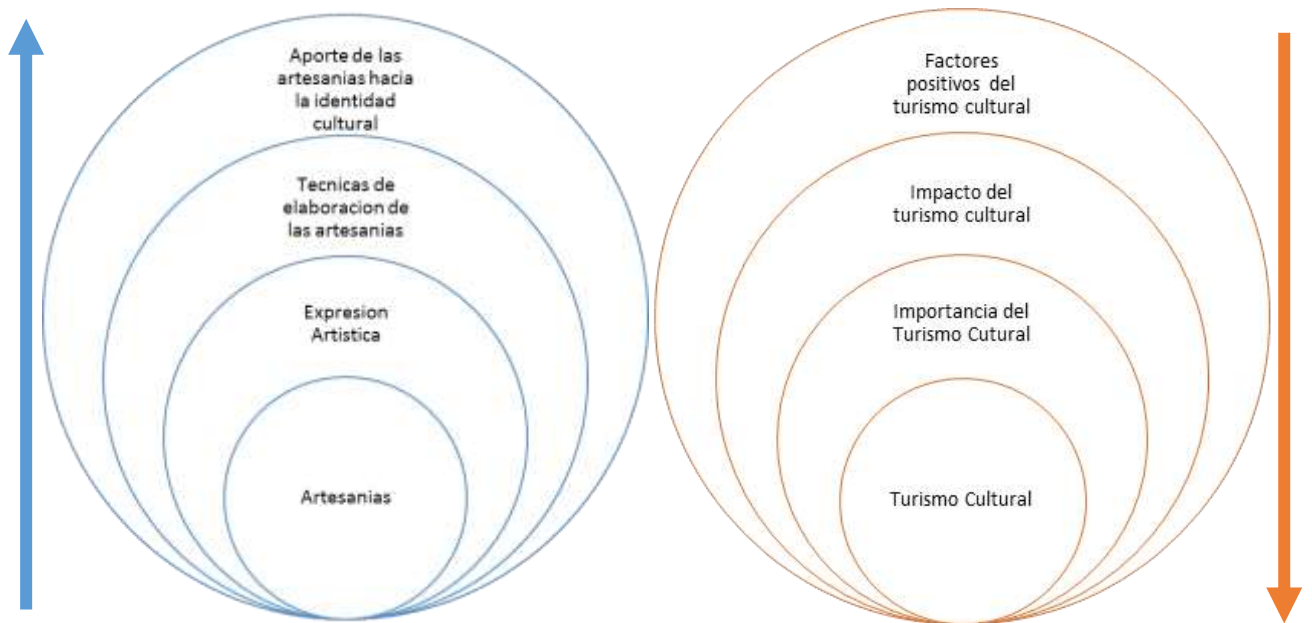 Aporte de las
artesanias hacia
la identidad
cultural
Tecnicas de
elaboracion de
las artesanias
Expresion
Artistica
Artesanias
Factores
positivos del
turismo cultural
Impacto del
turismo cultural
Importancia del
Turismo Cutural
Turismo Cultural